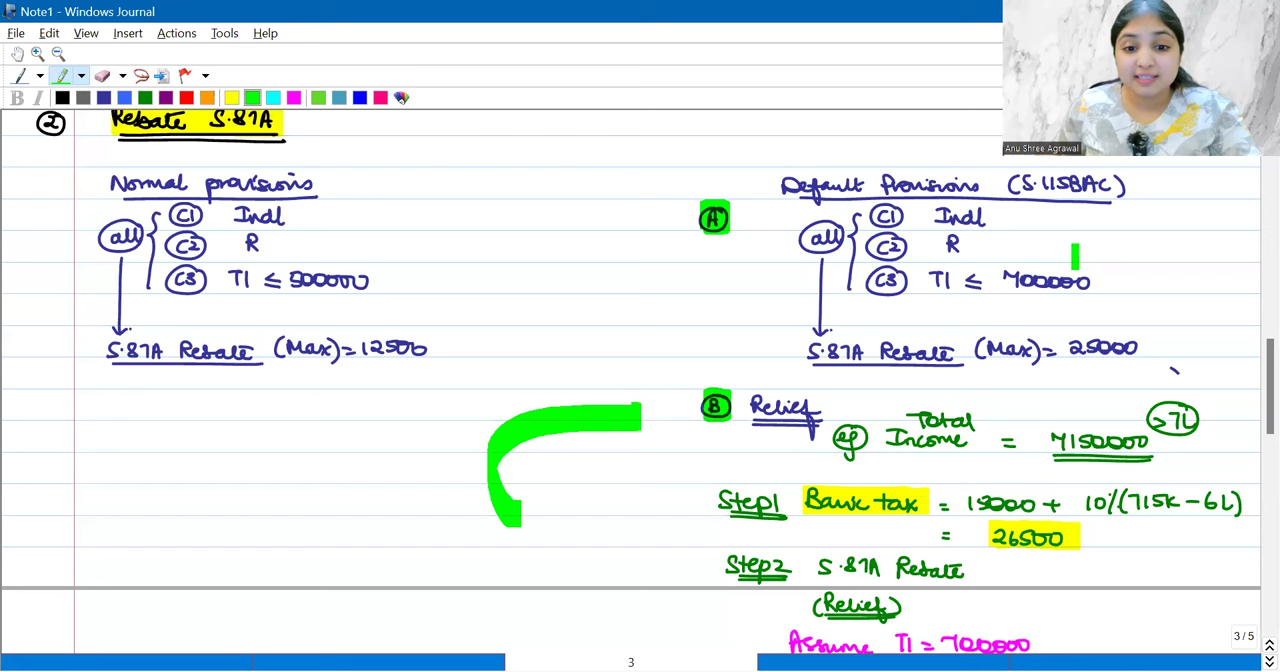 Note1 - Windows Journal
File Edit View Insert Actions Tools Help
B I
2 Rebate S.87A
Anu Shree Agrawal
Normal provisions
all
C1 Indl
C2 R
C3 TI ≤ 500000
S.87A Rebate (Max) = 12500
A
Default Provisions (S.115BAC)
all
C1 Indl
C2 R
C3 TI ≤ 700000
S.87A Rebate (Max) = 25000
B Relief
eg Total Income = 7150000 >7L
Step1 Basic tax = 15000 + 10%(715K - 6L)
= 26500
Step2 S.87A Rebate
(Relief)
Assume TI = 700000
3 / 5
3